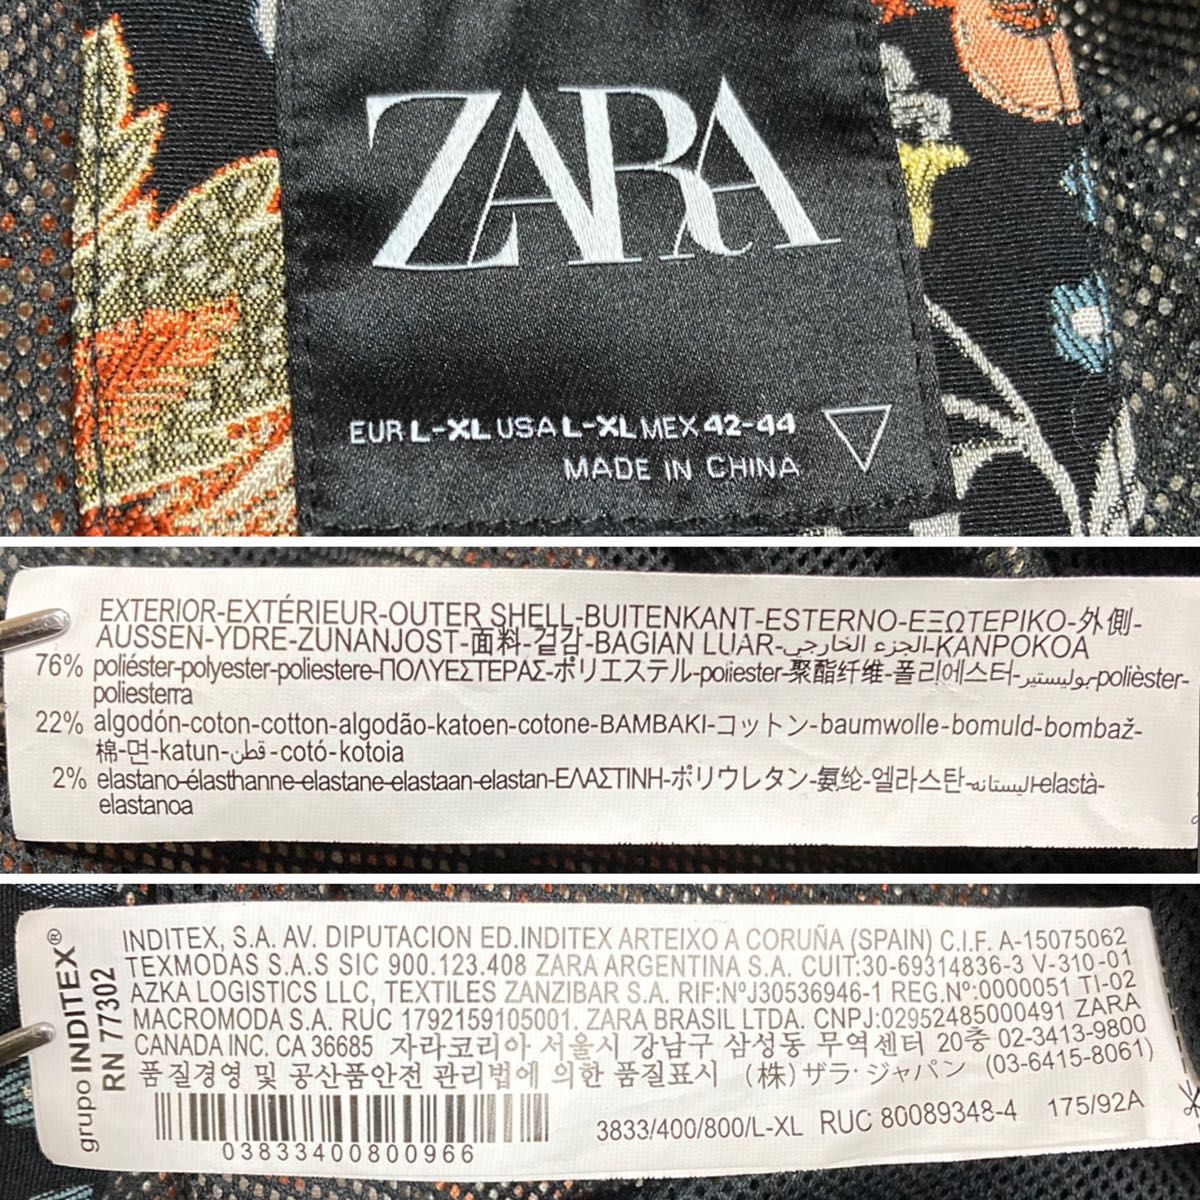 ZARA
EUR L-XL USA L-XL MEX 42-44
MADE IN CHINA
EXTERIOR-EXTÉRIEUR-OUTER SHELL-BUITENKANT-ESTERNO-ΕΞΩΤΕΡΙΚΟ-外側-
AUSSEN-YDRE-ZUNANJOST-面料-겉감-BAGIAN LUAR-الجزء الخارجي-KANPOKOA
76% poliéster-polyester-poliestere-ΠΟΛΥΕΣΤΕΡΑΣ-ポリエステル-poliester-聚酯纤维-폴리에스터-بوليستير-polièster-
poliesterra
22% algodón-coton-cotton-algodão-katoen-cotone-BAMBAKI-コットン-baumwolle-bomuld-bombaž-
棉-면-katun-قطن-cotó-kotoia
2% elastano-élasthanne-elastane-elastaan-elastan-ΕΛΑΣΤΙΝΗ-ポリウレタン-氨纶-엘라스탄-اليستانه-elastà-
elastanoa
grupo INDITEX®
RN 77302
INDITEX, S.A. AV. DIPUTACION ED.INDITEX ARTEIXO A CORUÑA (SPAIN) C.I.F. A-15075062
TEXMODAS S.A.S SIC 900.123.408 ZARA ARGENTINA S.A. CUIT:30-69314836-3 V-310-01
AZKA LOGISTICS LLC, TEXTILES ZANZIBAR S.A. RIF:NºJ30536946-1 REG.Nº:0000051 TI-02
MACROMODA S.A. RUC 1792159105001. ZARA BRASIL LTDA. CNPJ:02952485000491 ZARA
CANADA INC. CA 36685 자라코리아 서울시 강남구 삼성동 무역센터 20층 02-3413-9800
품질경영 및 공산품안전 관리법에 의한 품질표시 (株) ザラ・ジャパン (03-6415-8061)
3833/400/800/L-XL RUC 80089348-4 175/92A
03833400800966